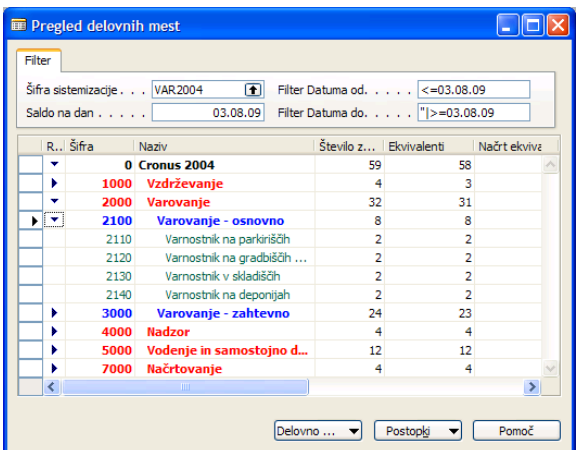 Pregled delovnih mest
Filter
Šifra sistemizacije . . . VAR2004 Filter Datuma od. . . . . <=03.08.09
Saldo na dan . . . . . 03.08.09 Filter Datuma do. . . . . ''|>=03.08.09
R... Šifra Naziv Število z... Ekvivalenti Načrt ekviva
0 Cronus 2004 59 58
1000 Vzdrževanje 4 3
2000 Varovanje 32 31
2100 Varovanje - osnovno 8 8
2110 Varnostnik na parkiriščih 2 2
2120 Varnostnik na gradbiščih ... 2 2
2130 Varnostnik v skladiščih 2 2
2140 Varnostnik na deponijah 2 2
3000 Varovanje - zahtevno 24 23
4000 Nadzor 4 4
5000 Vodenje in samostojno d... 12 12
7000 Načrtovanje 4 4
Delovno ... Postopki Pomoč